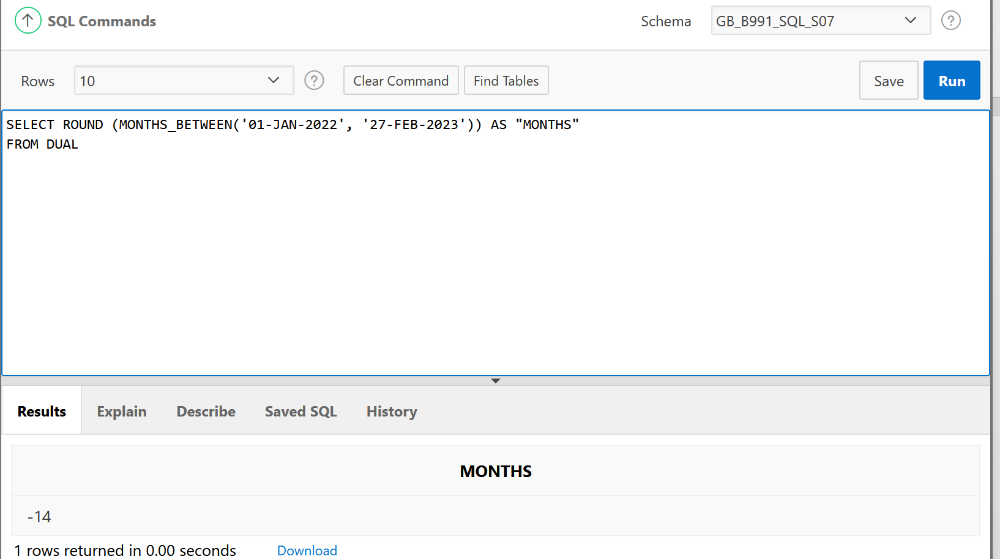 SQL Commands
Schema
GB_B991_SQL_S07
?
Rows
10
?
Clear Command
Find Tables
Save
Run
SELECT ROUND (MONTHS_BETWEEN('01-JAN-2022', '27-FEB-2023')) AS "MONTHS"
FROM DUAL
Results
Explain
Describe
Saved SQL
History
MONTHS
-14
1 rows returned in 0.00 seconds
Download